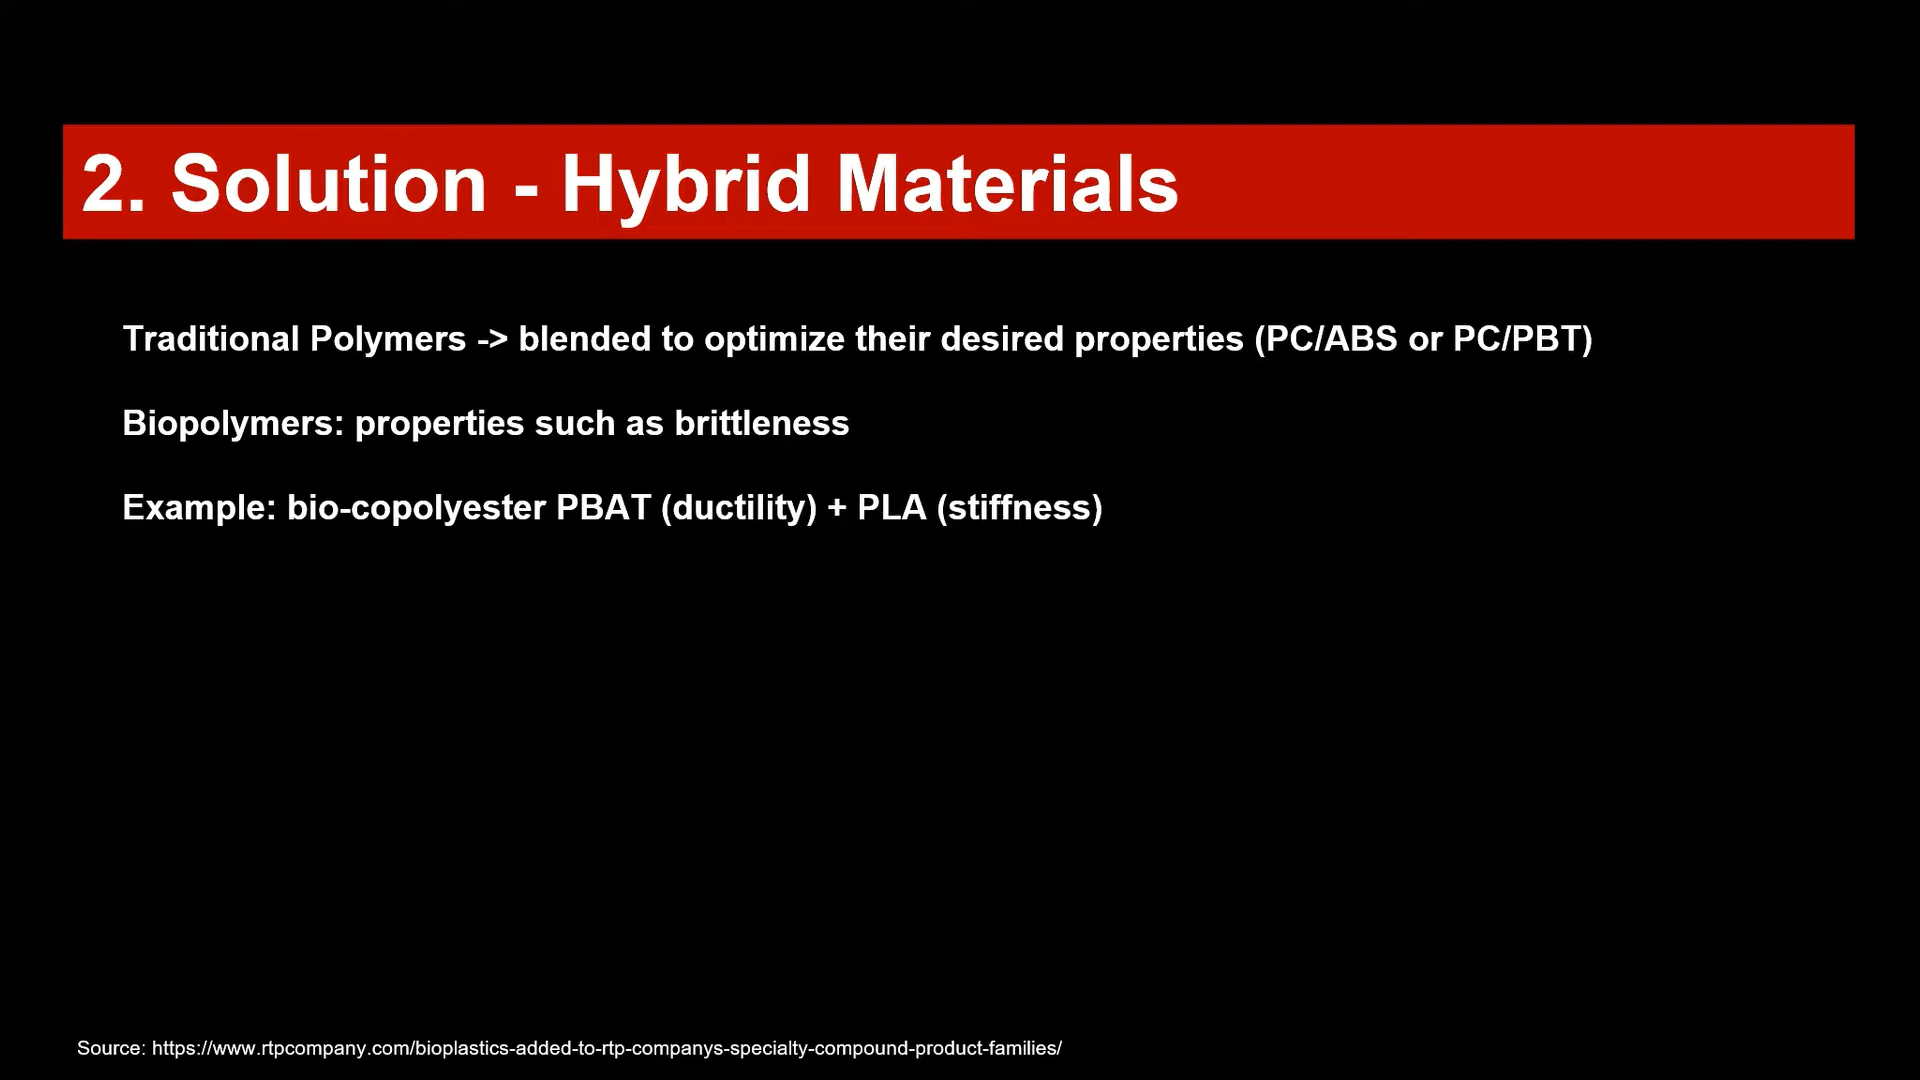 2. Solution - Hybrid Materials
Traditional Polymers -> blended to optimize their desired properties (PC/ABS or PC/PBT)
Biopolymers: properties such as brittleness
Example: bio-copolyester PBAT (ductility) + PLA (stiffness)
Source: https://www.rtpcompany.com/bioplastics-added-to-rtp-companys-specialty-compound-product-families/